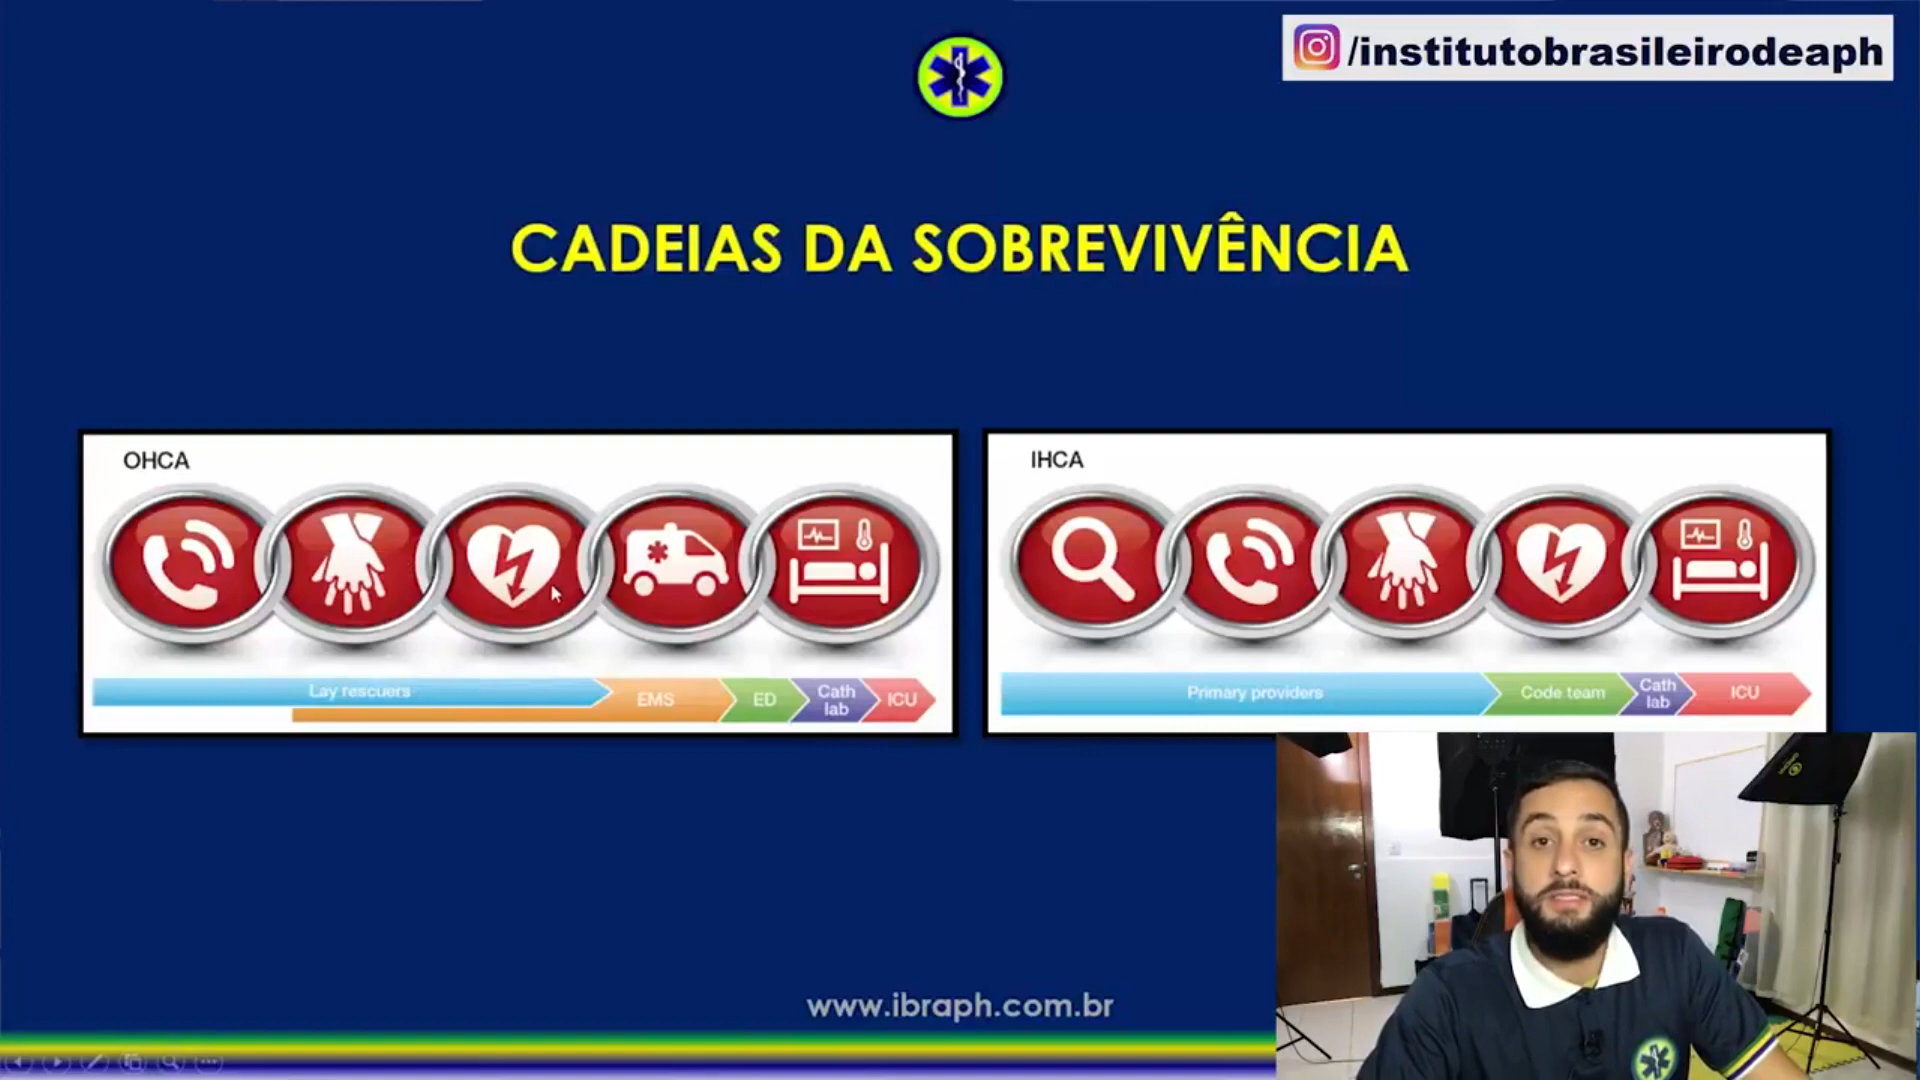 /institutobrasileirodeaph
CADEIAS DA SOBREVIVÊNCIA
OHCA
Lay rescuers
EMS
ED
Cath
lab
ICU
IHCA
Primary providers
Code team
Cath
lab
ICU
www.ibraph.com.br